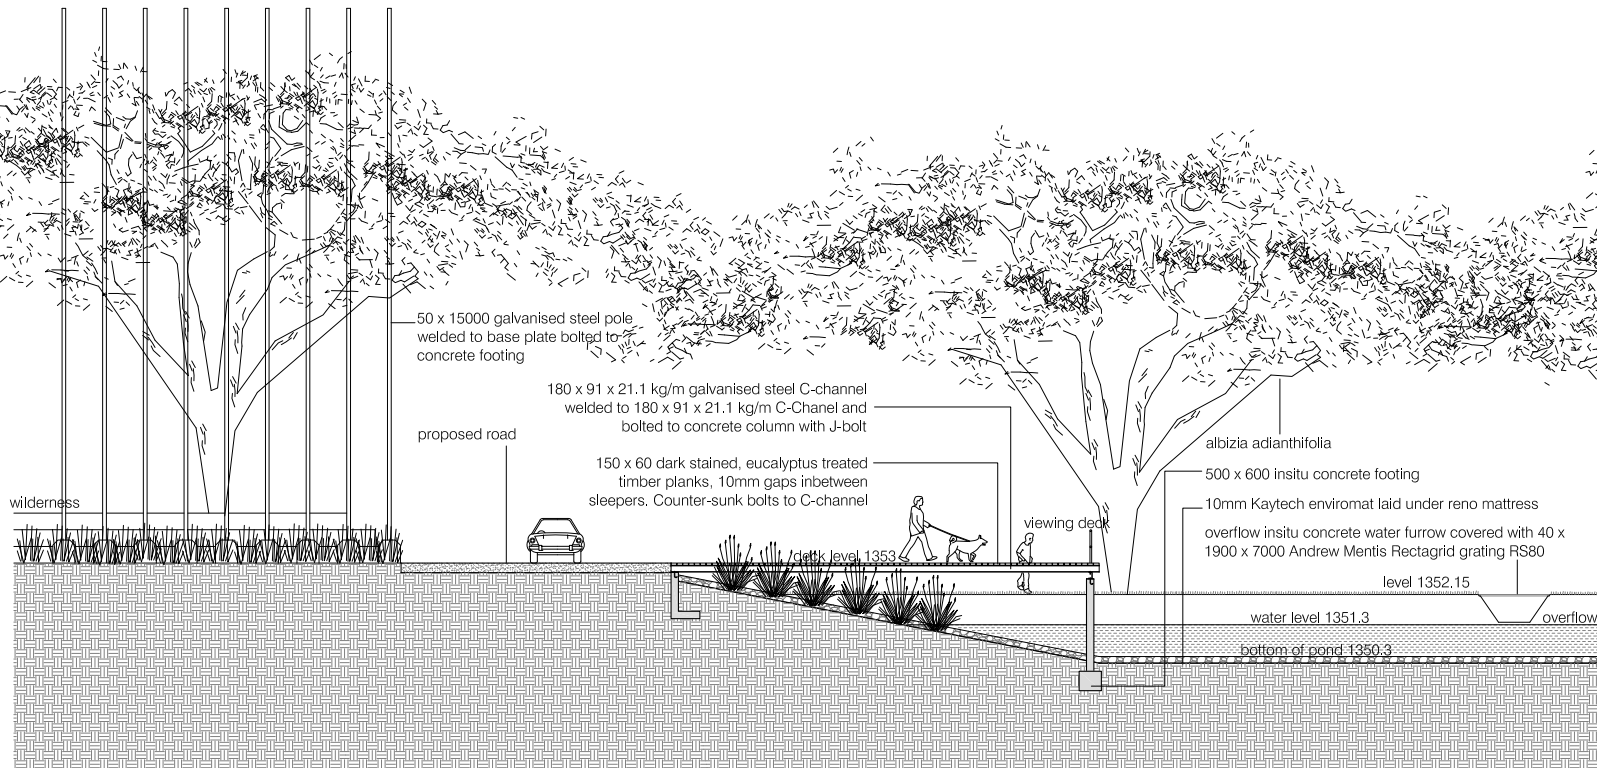 50 x 15000 galvanised steel pole
welded to base plate bolted to
concrete footing
180 x 91 x 21.1 kg/m galvanised steel C-channel
welded to 180 x 91 x 21.1 kg/m C-Chanel and
bolted to concrete column with J-bolt
proposed road
albizia adianthifolia
150 x 60 dark stained, eucalyptus treated
timber planks, 10mm gaps inbetween
sleepers. Counter-sunk bolts to C-channel
500 x 600 insitu concrete footing
wilderness
10mm Kaytech enviromat laid under reno mattress
viewing deck
overflow insitu concrete water furrow covered with 40 x
1900 x 7000 Andrew Mentis Rectagrid grating RS80
deck level 1353
level 1352.15
water level 1351.3
overflow
bottom of pond 1350.3